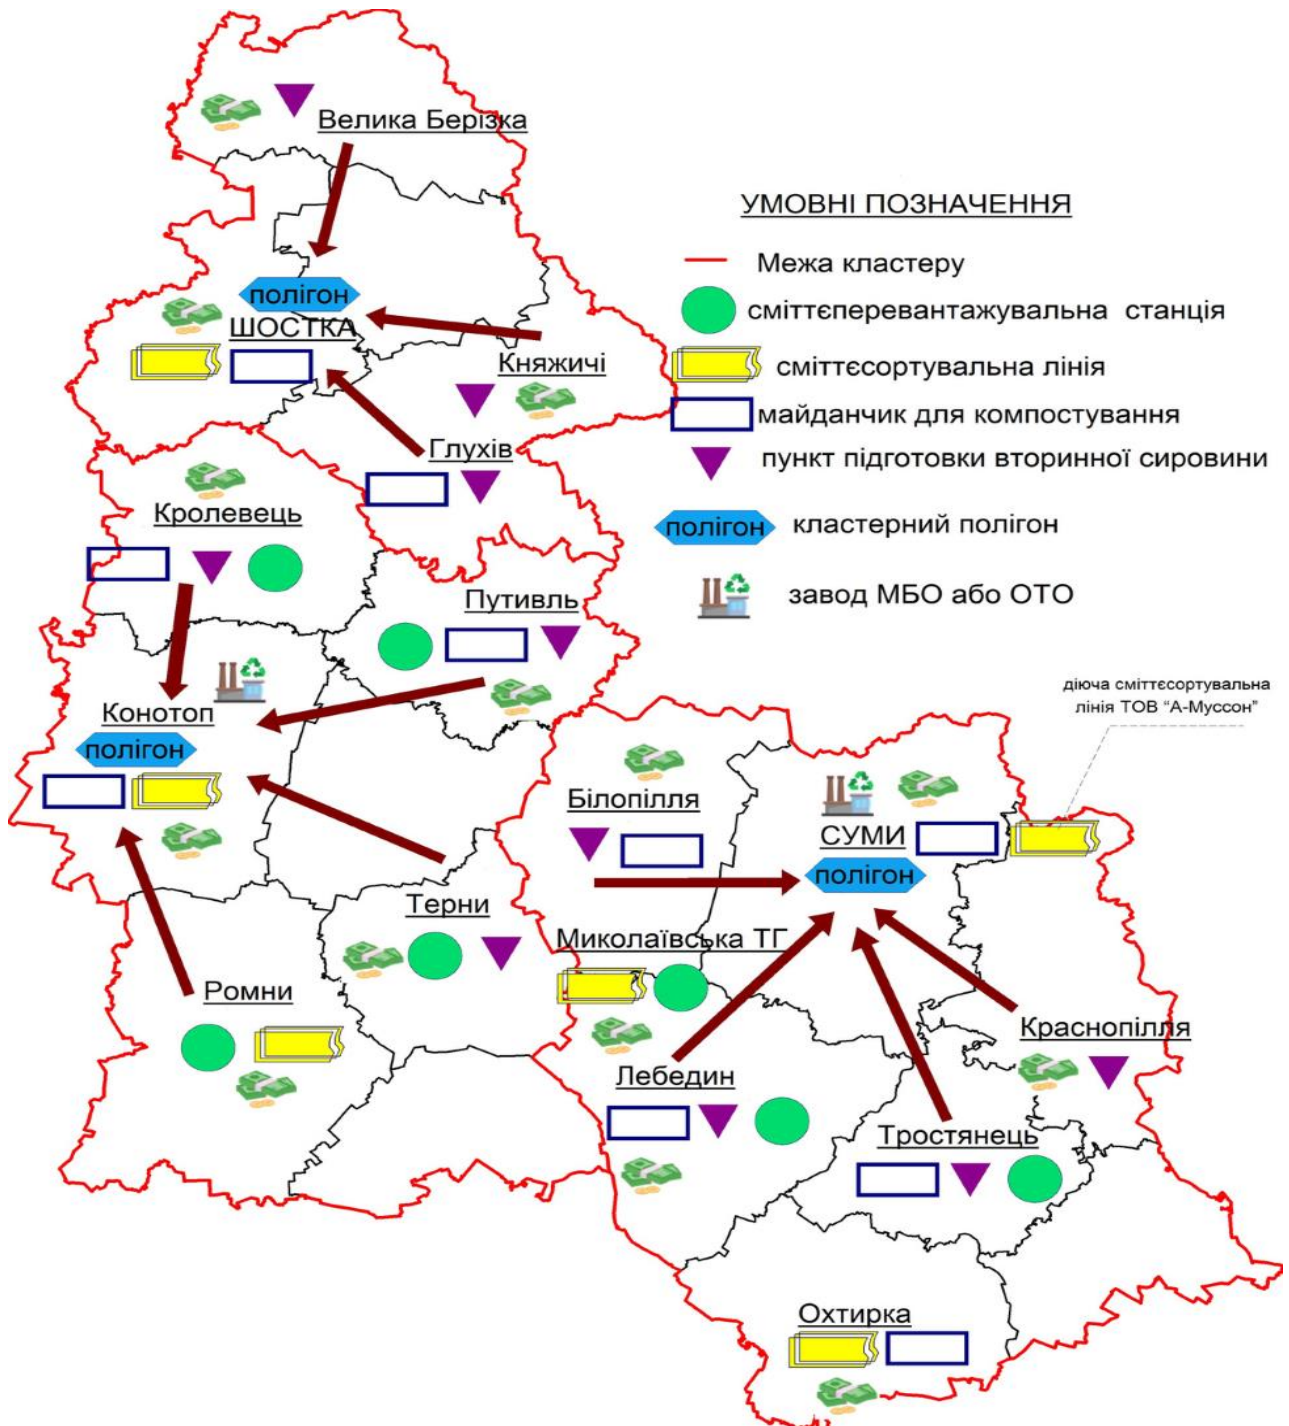 Велика Берізка
УМОВНІ ПОЗНАЧЕННЯ
Межа кластеру
сміттєперевантажувальна станція
сміттєсортувальна лінія
майданчик для компостування
пункт підготовки вторинної сировини
полігон
кластерний полігон
завод МБО або ОТО
полігон
ШОСТКА
Княжичі
Глухів
Кролевець
Путивль
Конотоп
полігон
діюча сміттєсортувальна
лінія ТОВ "А-Муссон"
Білопілля
СУМИ
полігон
Терни
Миколаївська ТГ
Ромни
Краснопілля
Лебедин
Тростянець
Охтирка